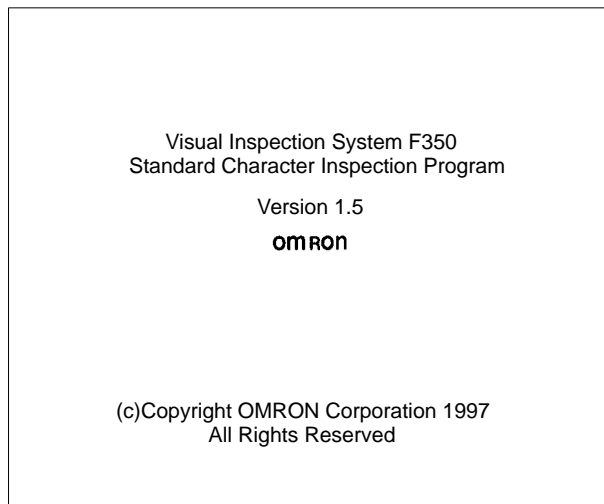 Visual Inspection System F350
Standard Character Inspection Program
Version 1.5
omRon
(c)Copyright OMRON Corporation 1997
All Rights Reserved